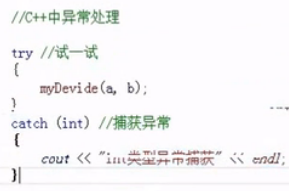 //C++中异常处理
try //试一试
{
myDevide(a, b);
}
catch (int) //捕获异常
{
cout << "int类型异常捕获" << endl;
}